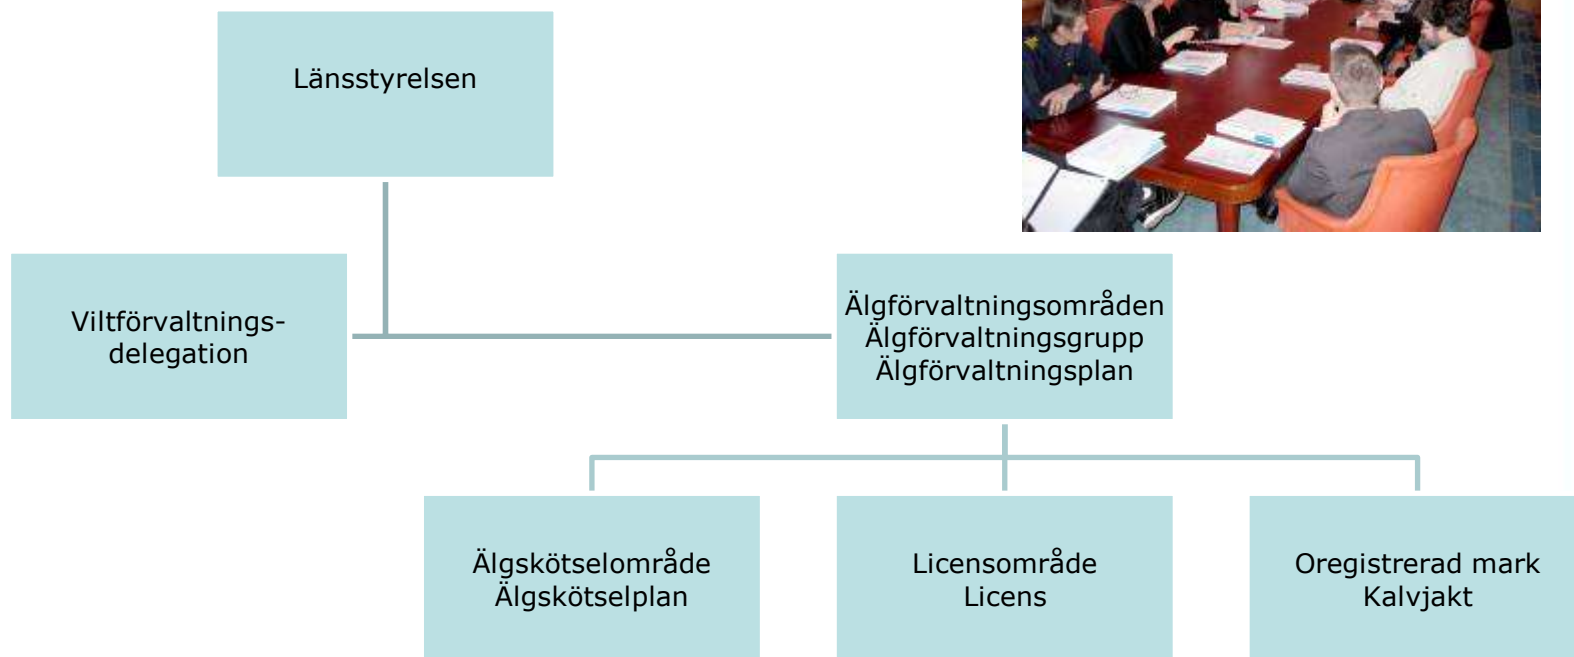 Länsstyrelsen
Viltförvaltnings-
delegation
Älgförvaltningsområden
Älgförvaltningsgrupp
Älgförvaltningsplan
Älgskötselområde
Älgskötselplan
Licensområde
Licens
Oregistrerad mark
Kalvjakt